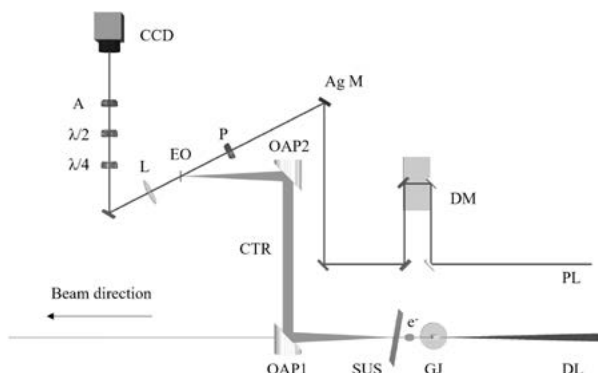 CCD
A
λ/2
λ/4
L
EO
P
Ag M
OAP2
DM
CTR
PL
Beam direction
e-
OAP1
SUS
GJ
DL